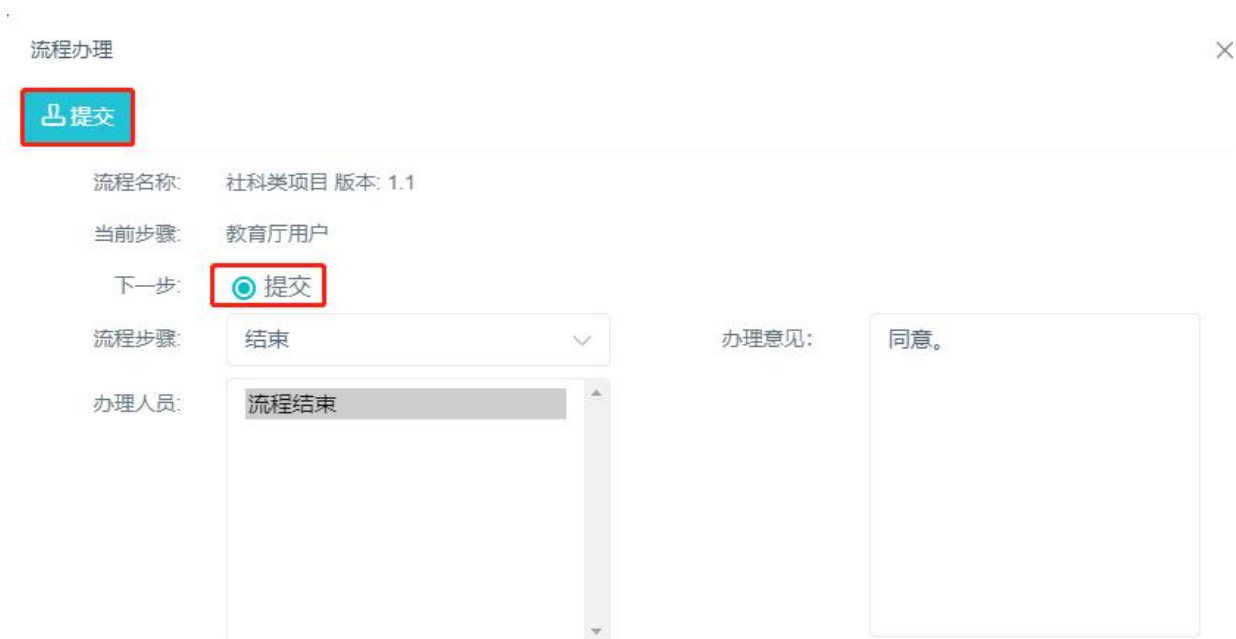 流程办理
提交
流程名称: 社科类项目 版本: 1.1
当前步骤: 教育厅用户
下一步: 提交
流程步骤: 结束 办理意见: 同意。
办理人员: 流程结束